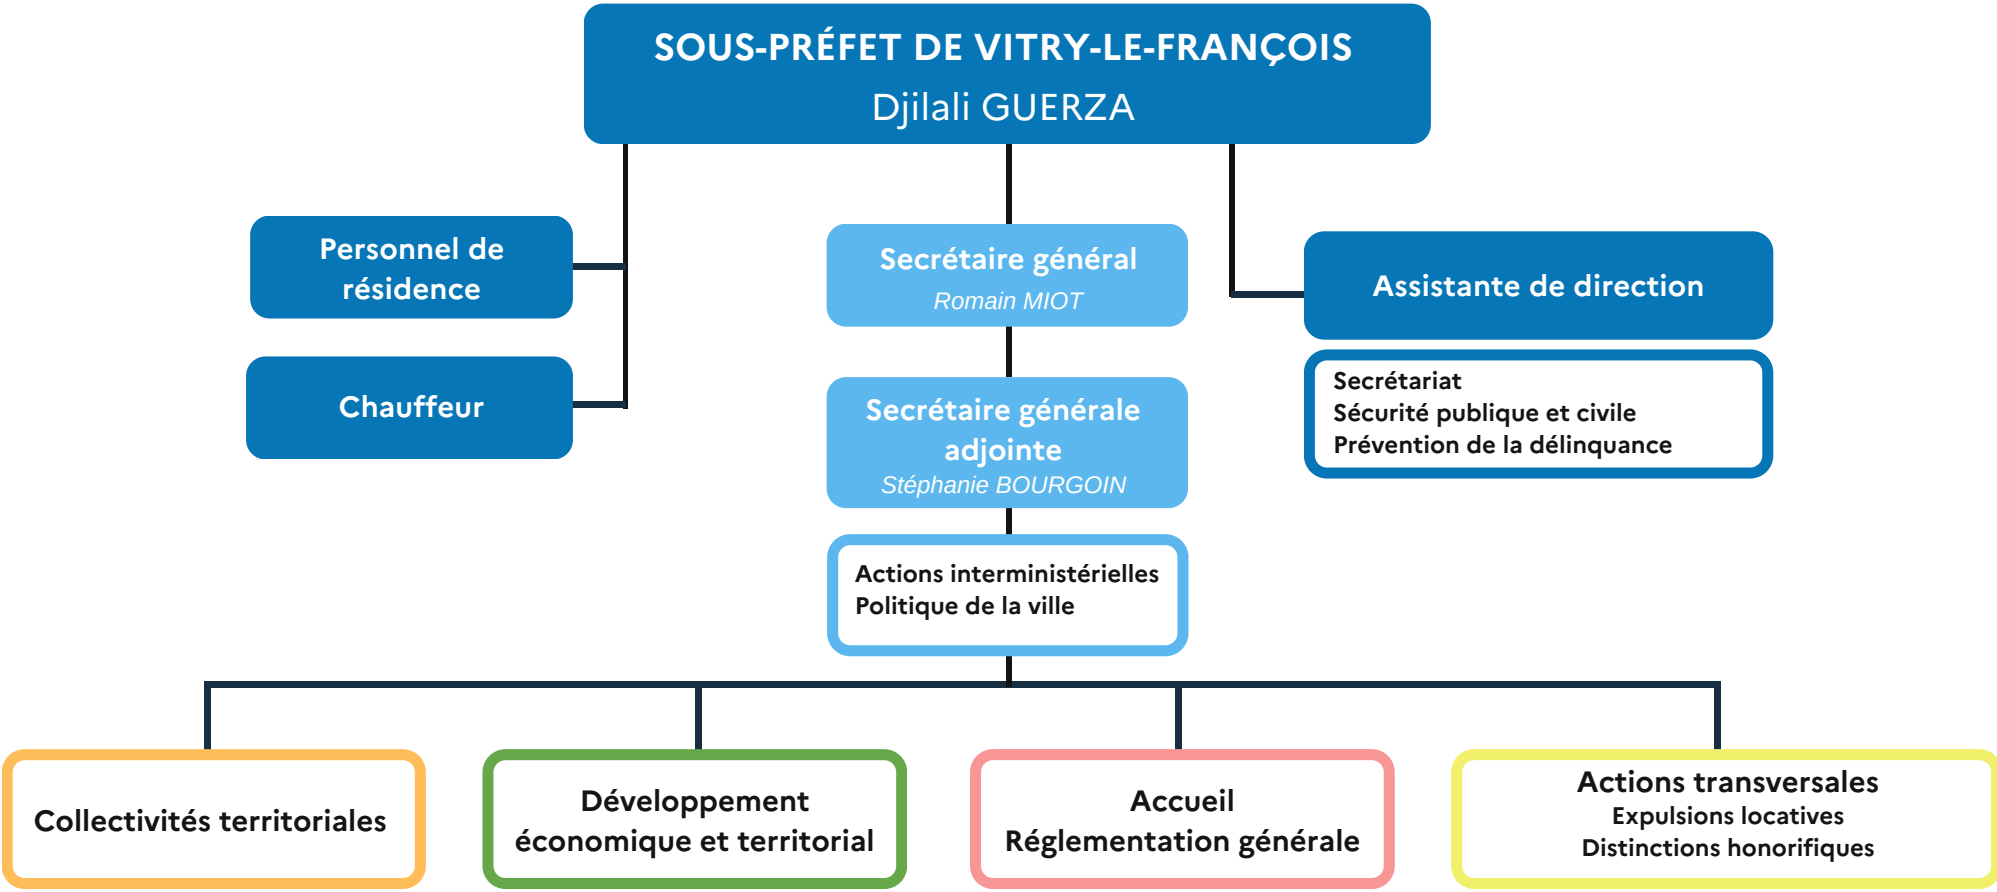 SOUS-PRÉFET DE VITRY-LE-FRANÇOIS
Djilali GUERZA
Personnel de
résidence
Chauffeur
Secrétaire général
Romain MIOT
Secrétaire générale
adjointe
Stéphanie BOURGOIN
Actions interministérielles
Politique de la ville
Assistante de direction
Secrétariat
Sécurité publique et civile
Prévention de la délinquance
Collectivités territoriales
Développement
économique et territorial
Accueil
Réglementation générale
Actions transversales
Expulsions locatives
Distinctions honorifiques